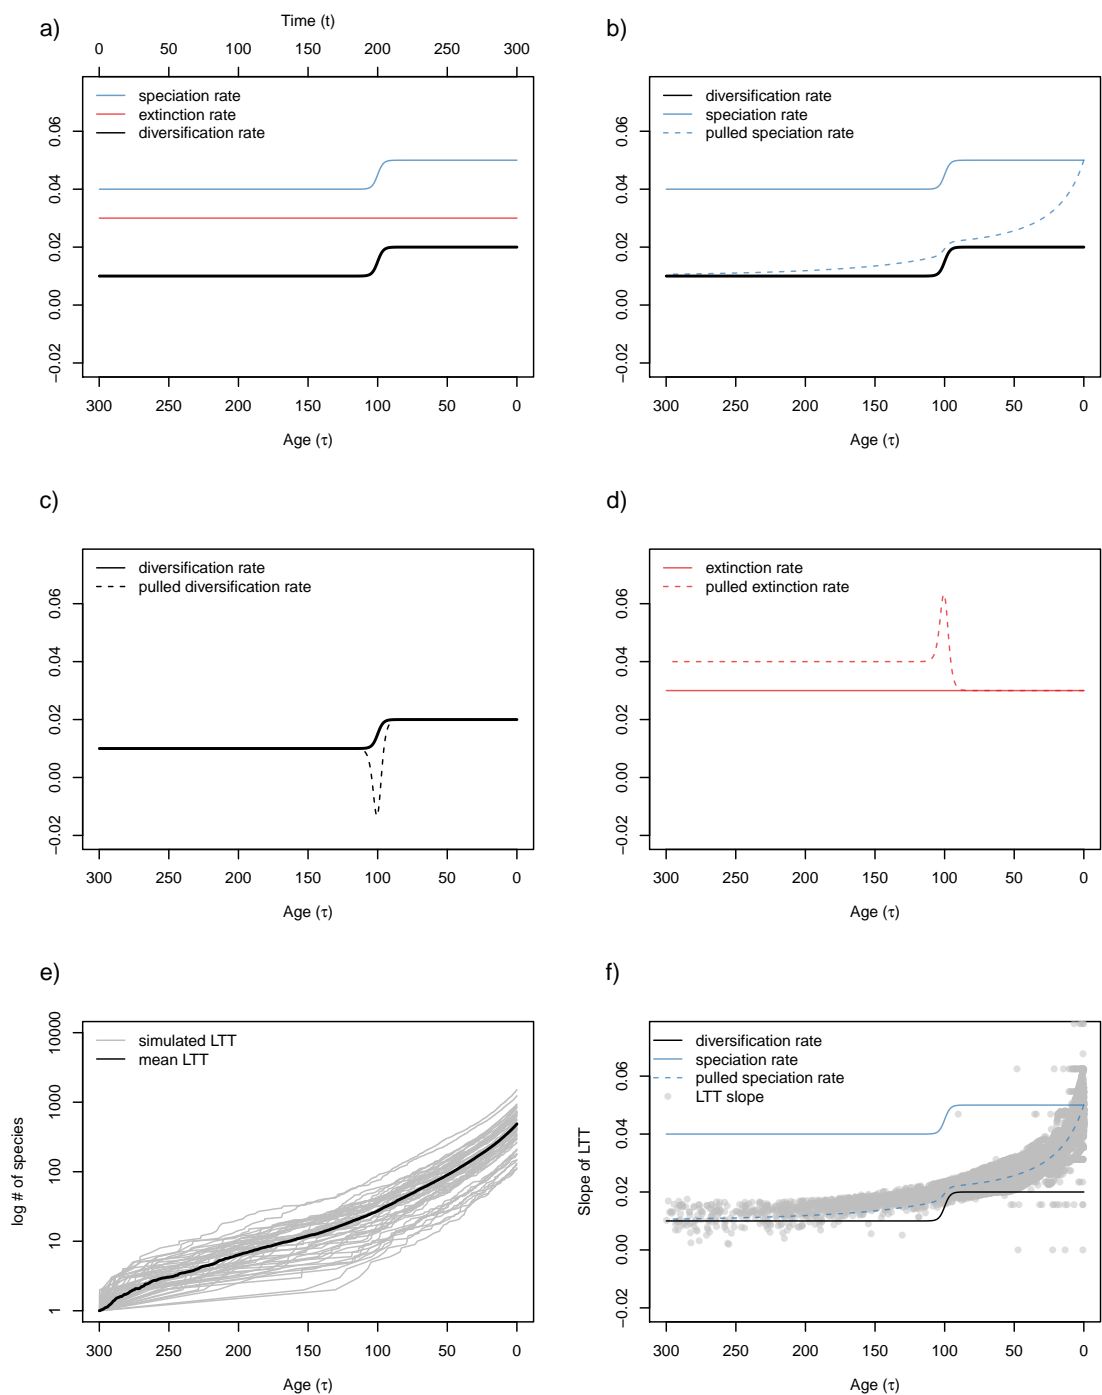 a)
Time (t)
0 50 100 150 200 250 300
speciation rate
extinction rate
diversification rate
−0.02 0.00 0.02 0.04 0.06
300 250 200 150 100 50 0
Age (τ)
b)
diversification rate
speciation rate
pulled speciation rate
−0.02 0.00 0.02 0.04 0.06
300 250 200 150 100 50 0
Age (τ)
c)
diversification rate
pulled diversification rate
−0.02 0.00 0.02 0.04 0.06
300 250 200 150 100 50 0
Age (τ)
d)
extinction rate
pulled extinction rate
−0.02 0.00 0.02 0.04 0.06
300 250 200 150 100 50 0
Age (τ)
e)
simulated LTT
mean LTT
log # of species
1 10 100 1000 10000
300 250 200 150 100 50 0
Age (τ)
f)
diversification rate
speciation rate
pulled speciation rate
LTT slope
Slope of LTT
−0.02 0.00 0.02 0.04 0.06
300 250 200 150 100 50 0
Age (τ)